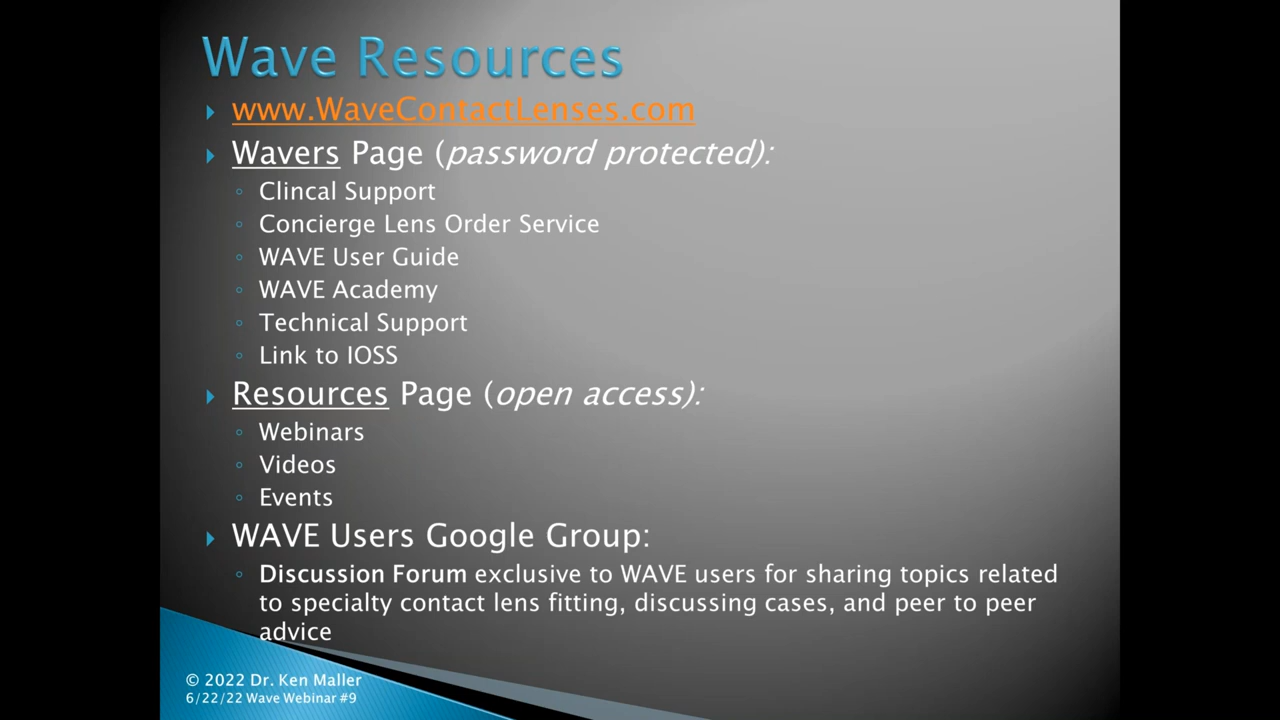 Wave Resources
www.WaveContactLenses.com
Wavers Page (password protected):
Clincal Support
Concierge Lens Order Service
WAVE User Guide
WAVE Academy
Technical Support
Link to IOSS
Resources Page (open access):
Webinars
Videos
Events
WAVE Users Google Group:
Discussion Forum exclusive to WAVE users for sharing topics related
to specialty contact lens fitting, discussing cases, and peer to peer
advice
© 2022 Dr. Ken Maller
6/22/22 Wave Webinar #9